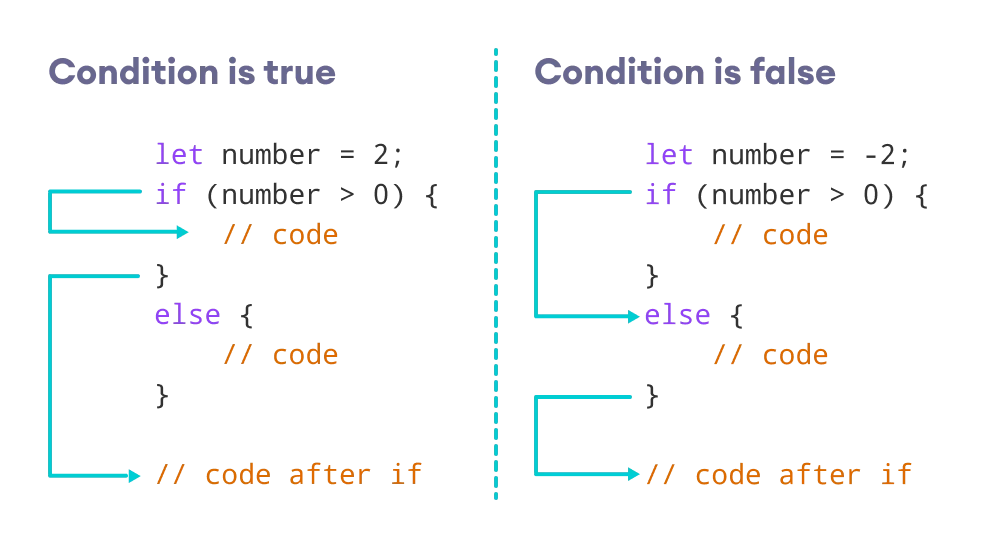 Condition is true
let number = 2;
if (number > 0) {
    // code
}
else {
    // code
}
// code after if
Condition is false
let number = -2;
if (number > 0) {
    // code
}
else {
    // code
}
// code after if